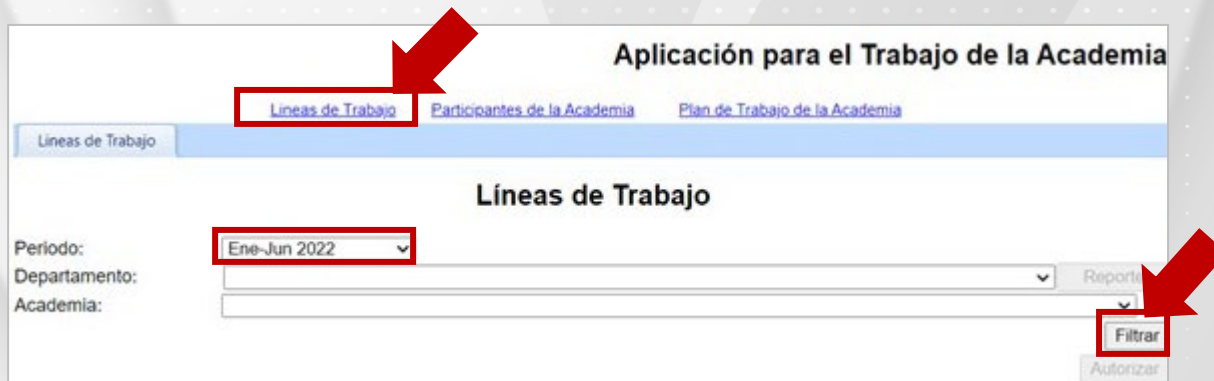 Aplicación para el Trabajo de la Academia
Lineas de Trabajo Participantes de la Academia Plan de Trabajo de la Academia
Lineas de Trabajo
Líneas de Trabajo
Periodo: Ene-Jun 2022
Departamento:
Academia:
Filtrar
Autorizar